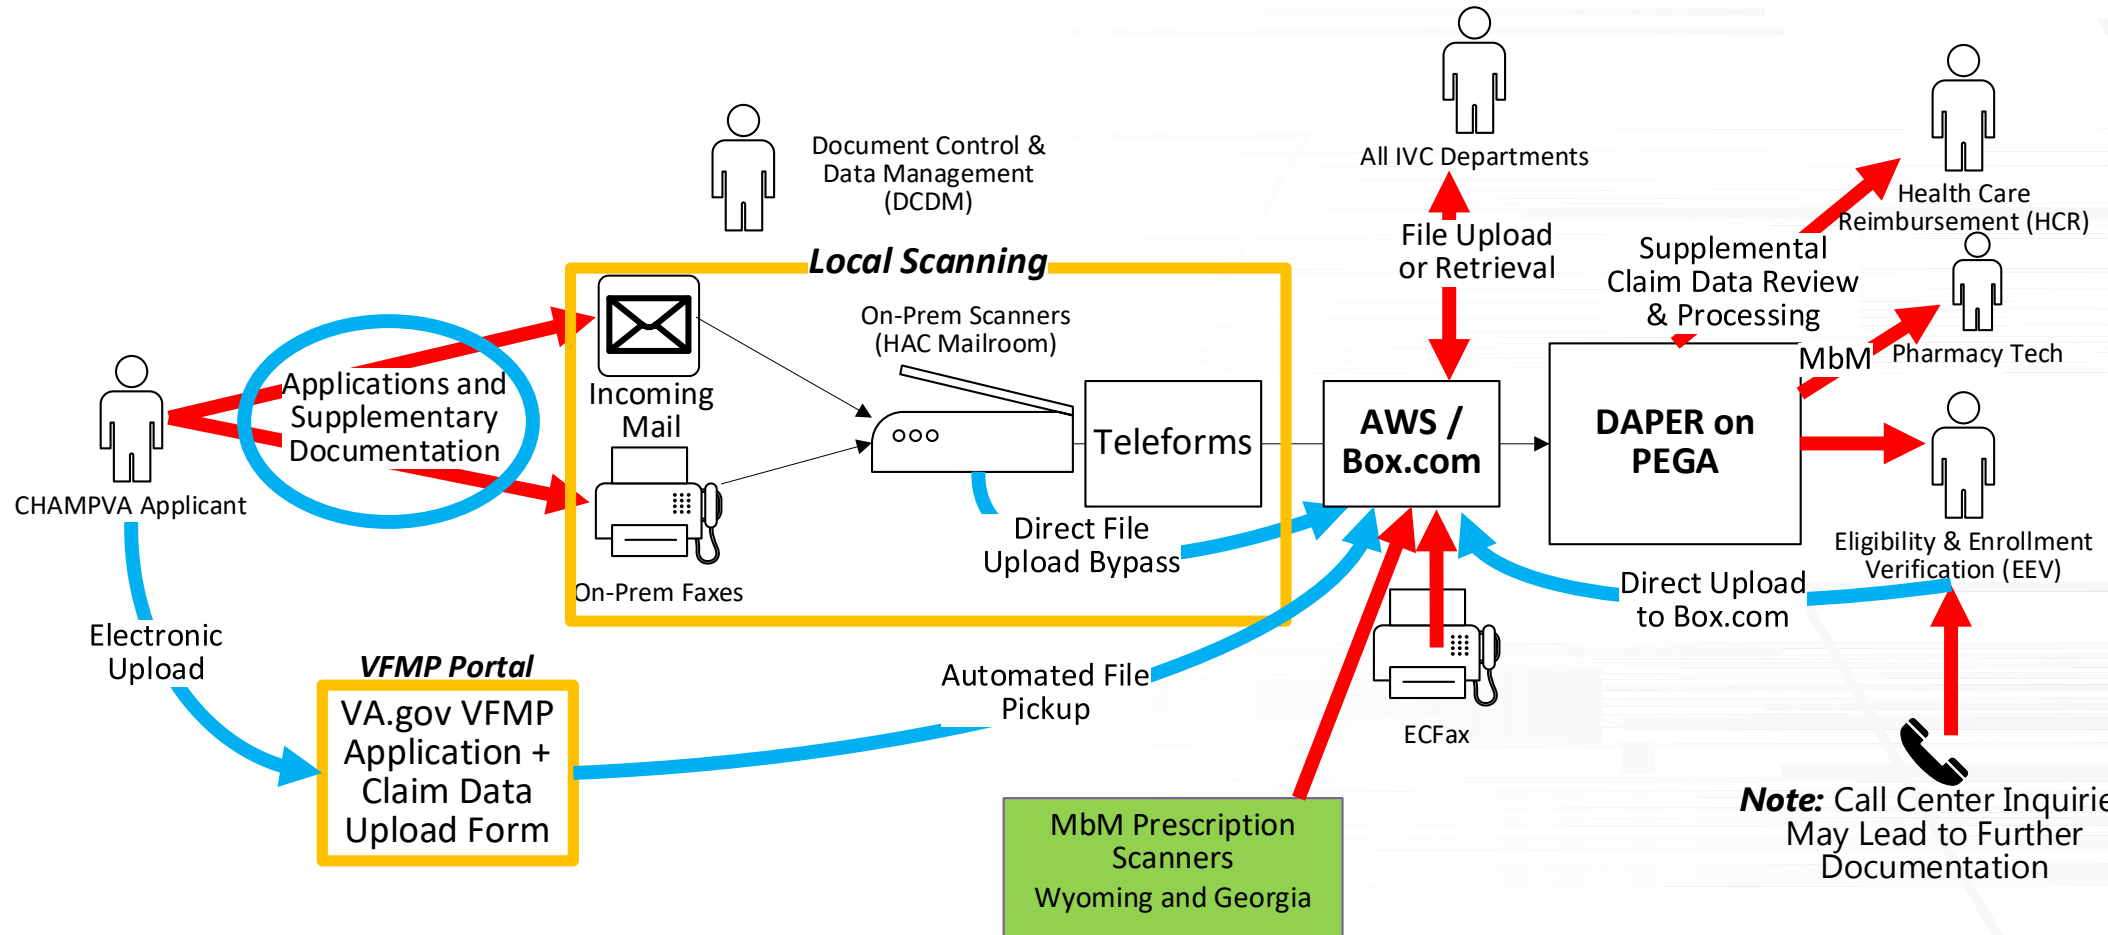 All IVC Departments
File Upload
or Retrieval
Document Control &
Data Management
(DCDM)
Local Scanning
On-Prem Scanners
(HAC Mailroom)
Incoming
Mail
On-Prem Faxes
Teleforms
Direct File
Upload Bypass
Applications and
Supplementary
Documentation
CHAMPVA Applicant
Electronic
Upload
VFMP Portal
VA.gov VFMP
Application +
Claim Data
Upload Form
Automated File
Pickup
AWS /
Box.com
DAPER on
PEGA
Supplemental
Claim Data Review
& Processing
Health Care
Reimbursement (HCR)
MbM
Pharmacy Tech
Eligibility & Enrollment
Verification (EEV)
Direct Upload
to Box.com
ECFax
MbM Prescription
Scanners
Wyoming and Georgia
Note: Call Center Inquirie
May Lead to Further
Documentation